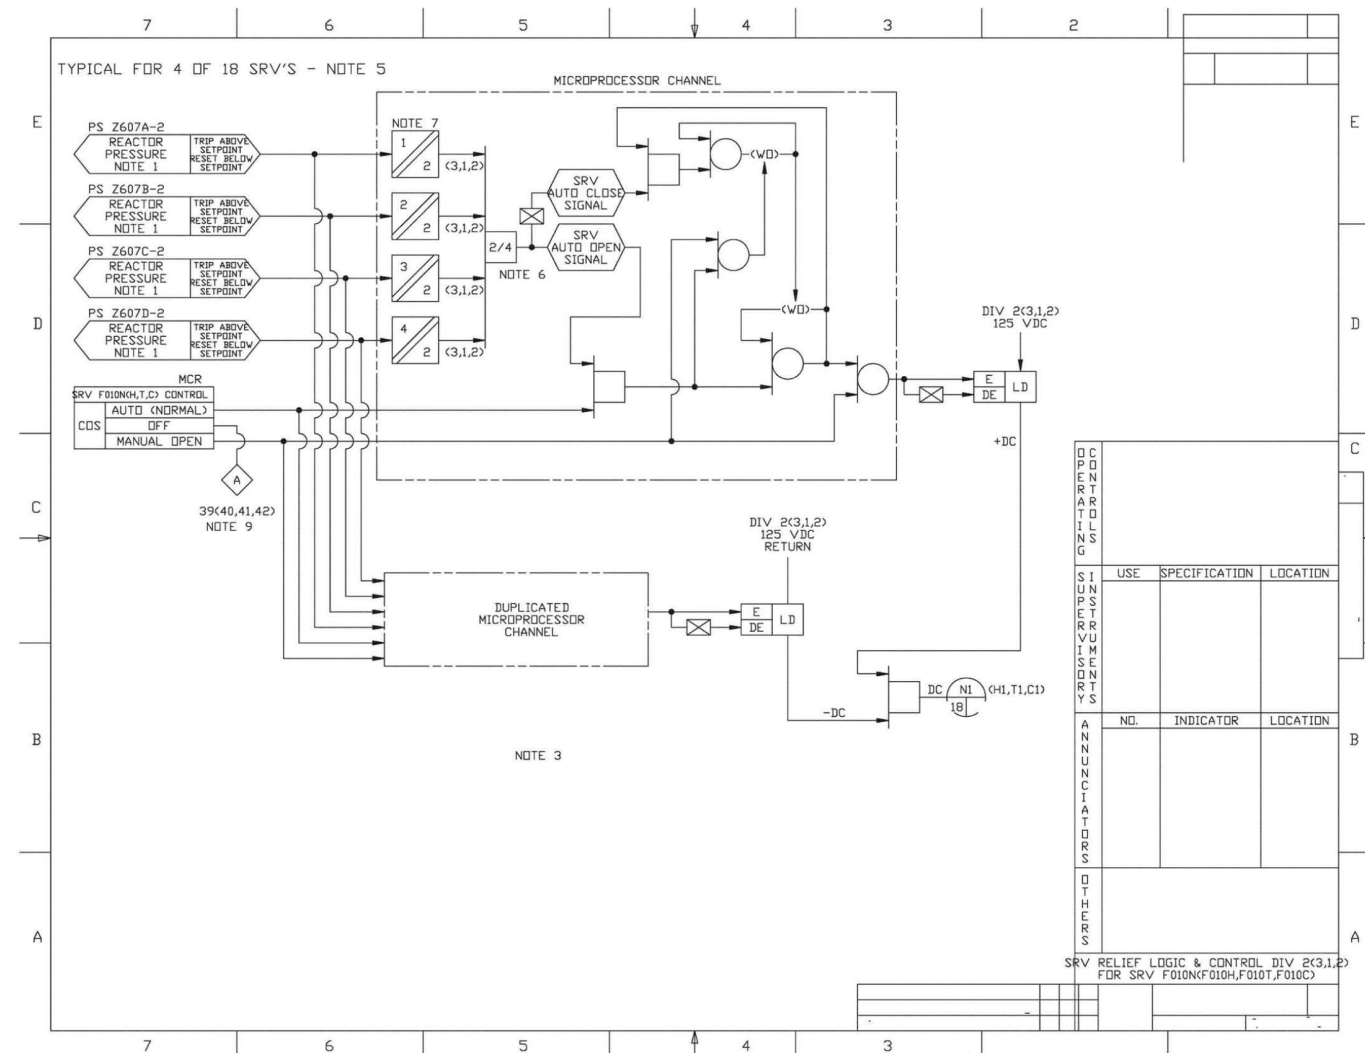 7 6 5 4 3 2
TYPICAL FOR 4 OF 18 SRV'S - NOTE 5
MICROPROCESSOR CHANNEL
E E
NOTE 7
PS Z607A-2
REACTOR
PRESSURE
NOTE 1
TRIP ABOVE
SETPOINT
RESET BELOW
SETPOINT
1
2
(3,1,2)
PS Z607B-2
REACTOR
PRESSURE
NOTE 1
TRIP ABOVE
SETPOINT
RESET BELOW
SETPOINT
2
2
(3,1,2)
PS Z607C-2
REACTOR
PRESSURE
NOTE 1
TRIP ABOVE
SETPOINT
RESET BELOW
SETPOINT
3
2
(3,1,2)
PS Z607D-2
REACTOR
PRESSURE
NOTE 1
TRIP ABOVE
SETPOINT
RESET BELOW
SETPOINT
4
2
(3,1,2)
2/4
NOTE 6
SRV
AUTO CLOSE
SIGNAL
SRV
AUTO OPEN
SIGNAL
(WO)
(WO)
D D
MCR
SRV F010N(H,T,C) CONTROL
COS
AUTO (NORMAL)
OFF
MANUAL OPEN
A
39(40,41,42)
NOTE 9
DIV 2(3,1,2)
125 VDC
E
DE
LD
+DC
C C
DIV 2(3,1,2)
125 VDC
RETURN
E
DE
LD
DUPLICATED
MICROPROCESSOR
CHANNEL
-DC
DC
N1
18
(H1,T1,C1)
B B
NOTE 3
A A
OPERATING
CONTROLS
SUPERVISORY
INSTRUMENTS
USE SPECIFICATION LOCATION
ANNUNCIATORS
NO. INDICATOR LOCATION
OTHERS
SRV RELIEF LOGIC & CONTROL DIV 2(3,1,2)
FOR SRV F010N(F010H,F010T,F010C)
7 6 5 4 3